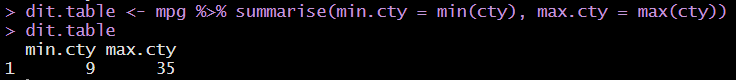 > dit.table <- mpg %>% summarise(min.cty = min(cty), max.cty = max(cty))
> dit.table
  min.cty max.cty
1       9      35